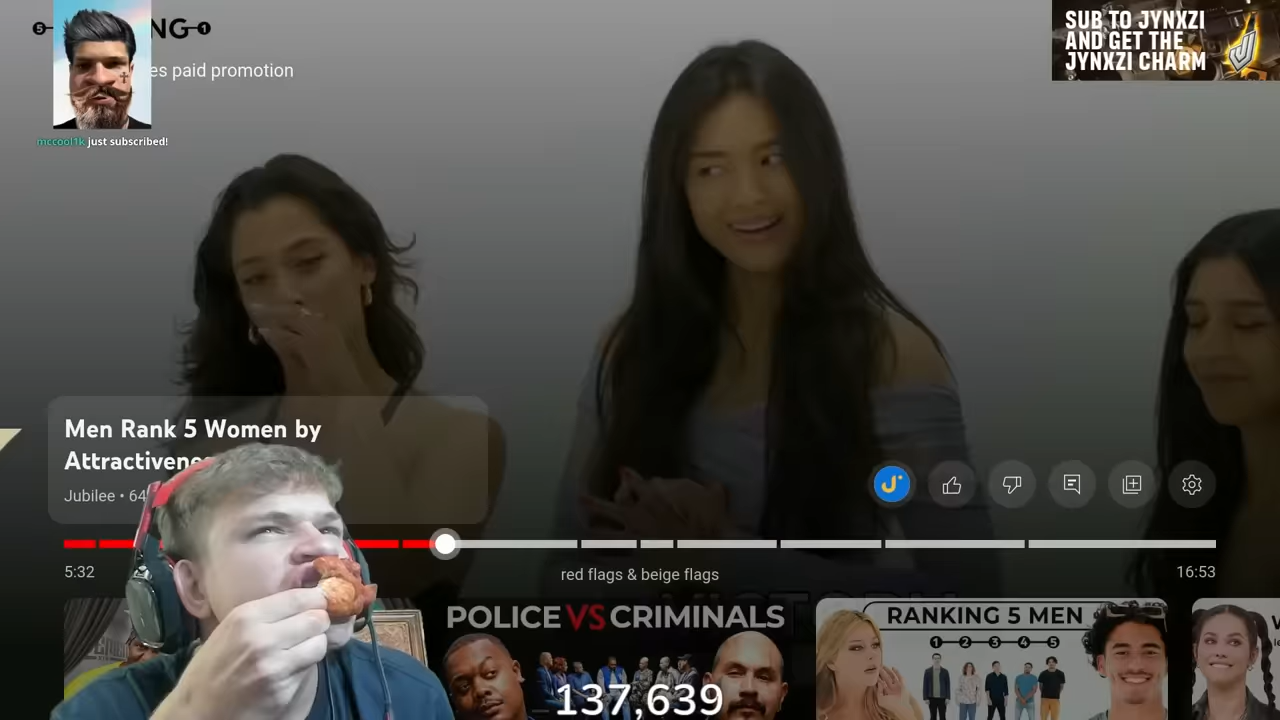 5 NG 1
es paid promotion
mccool1k just subscribed!
SUB TO JYNXZI
AND GET THE
JYNXZI CHARM
Men Rank 5 Women by
Attractivene
Jubilee • 64
5:32
red flags & beige flags
16:53
POLICE VS CRIMINALS
RANKING 5 MEN
1 2 3 4 5
137,639